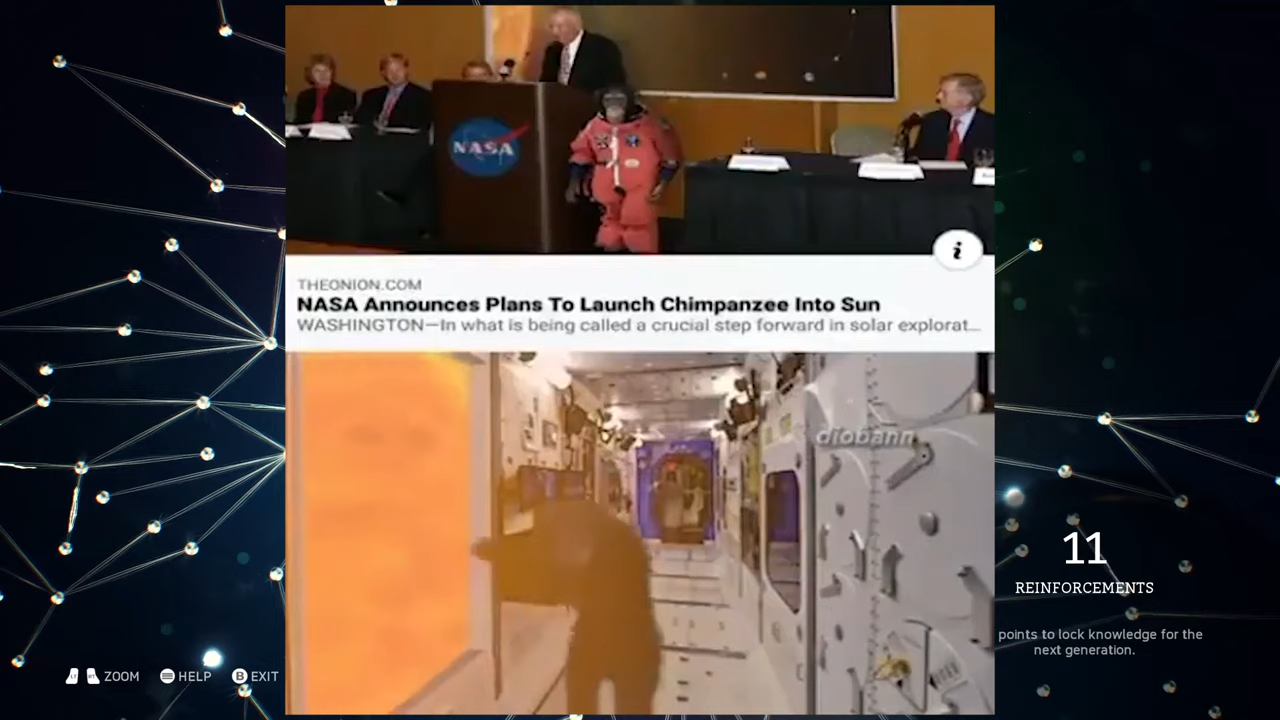 NASA
THEONION.COM
NASA Announces Plans To Launch Chimpanzee Into Sun
WASHINGTON—In what is being called a crucial step forward in solar explorat...
diobann
11
REINFORCEMENTS
points to lock knowledge for the
next generation.
ZOOM
HELP
B EXIT